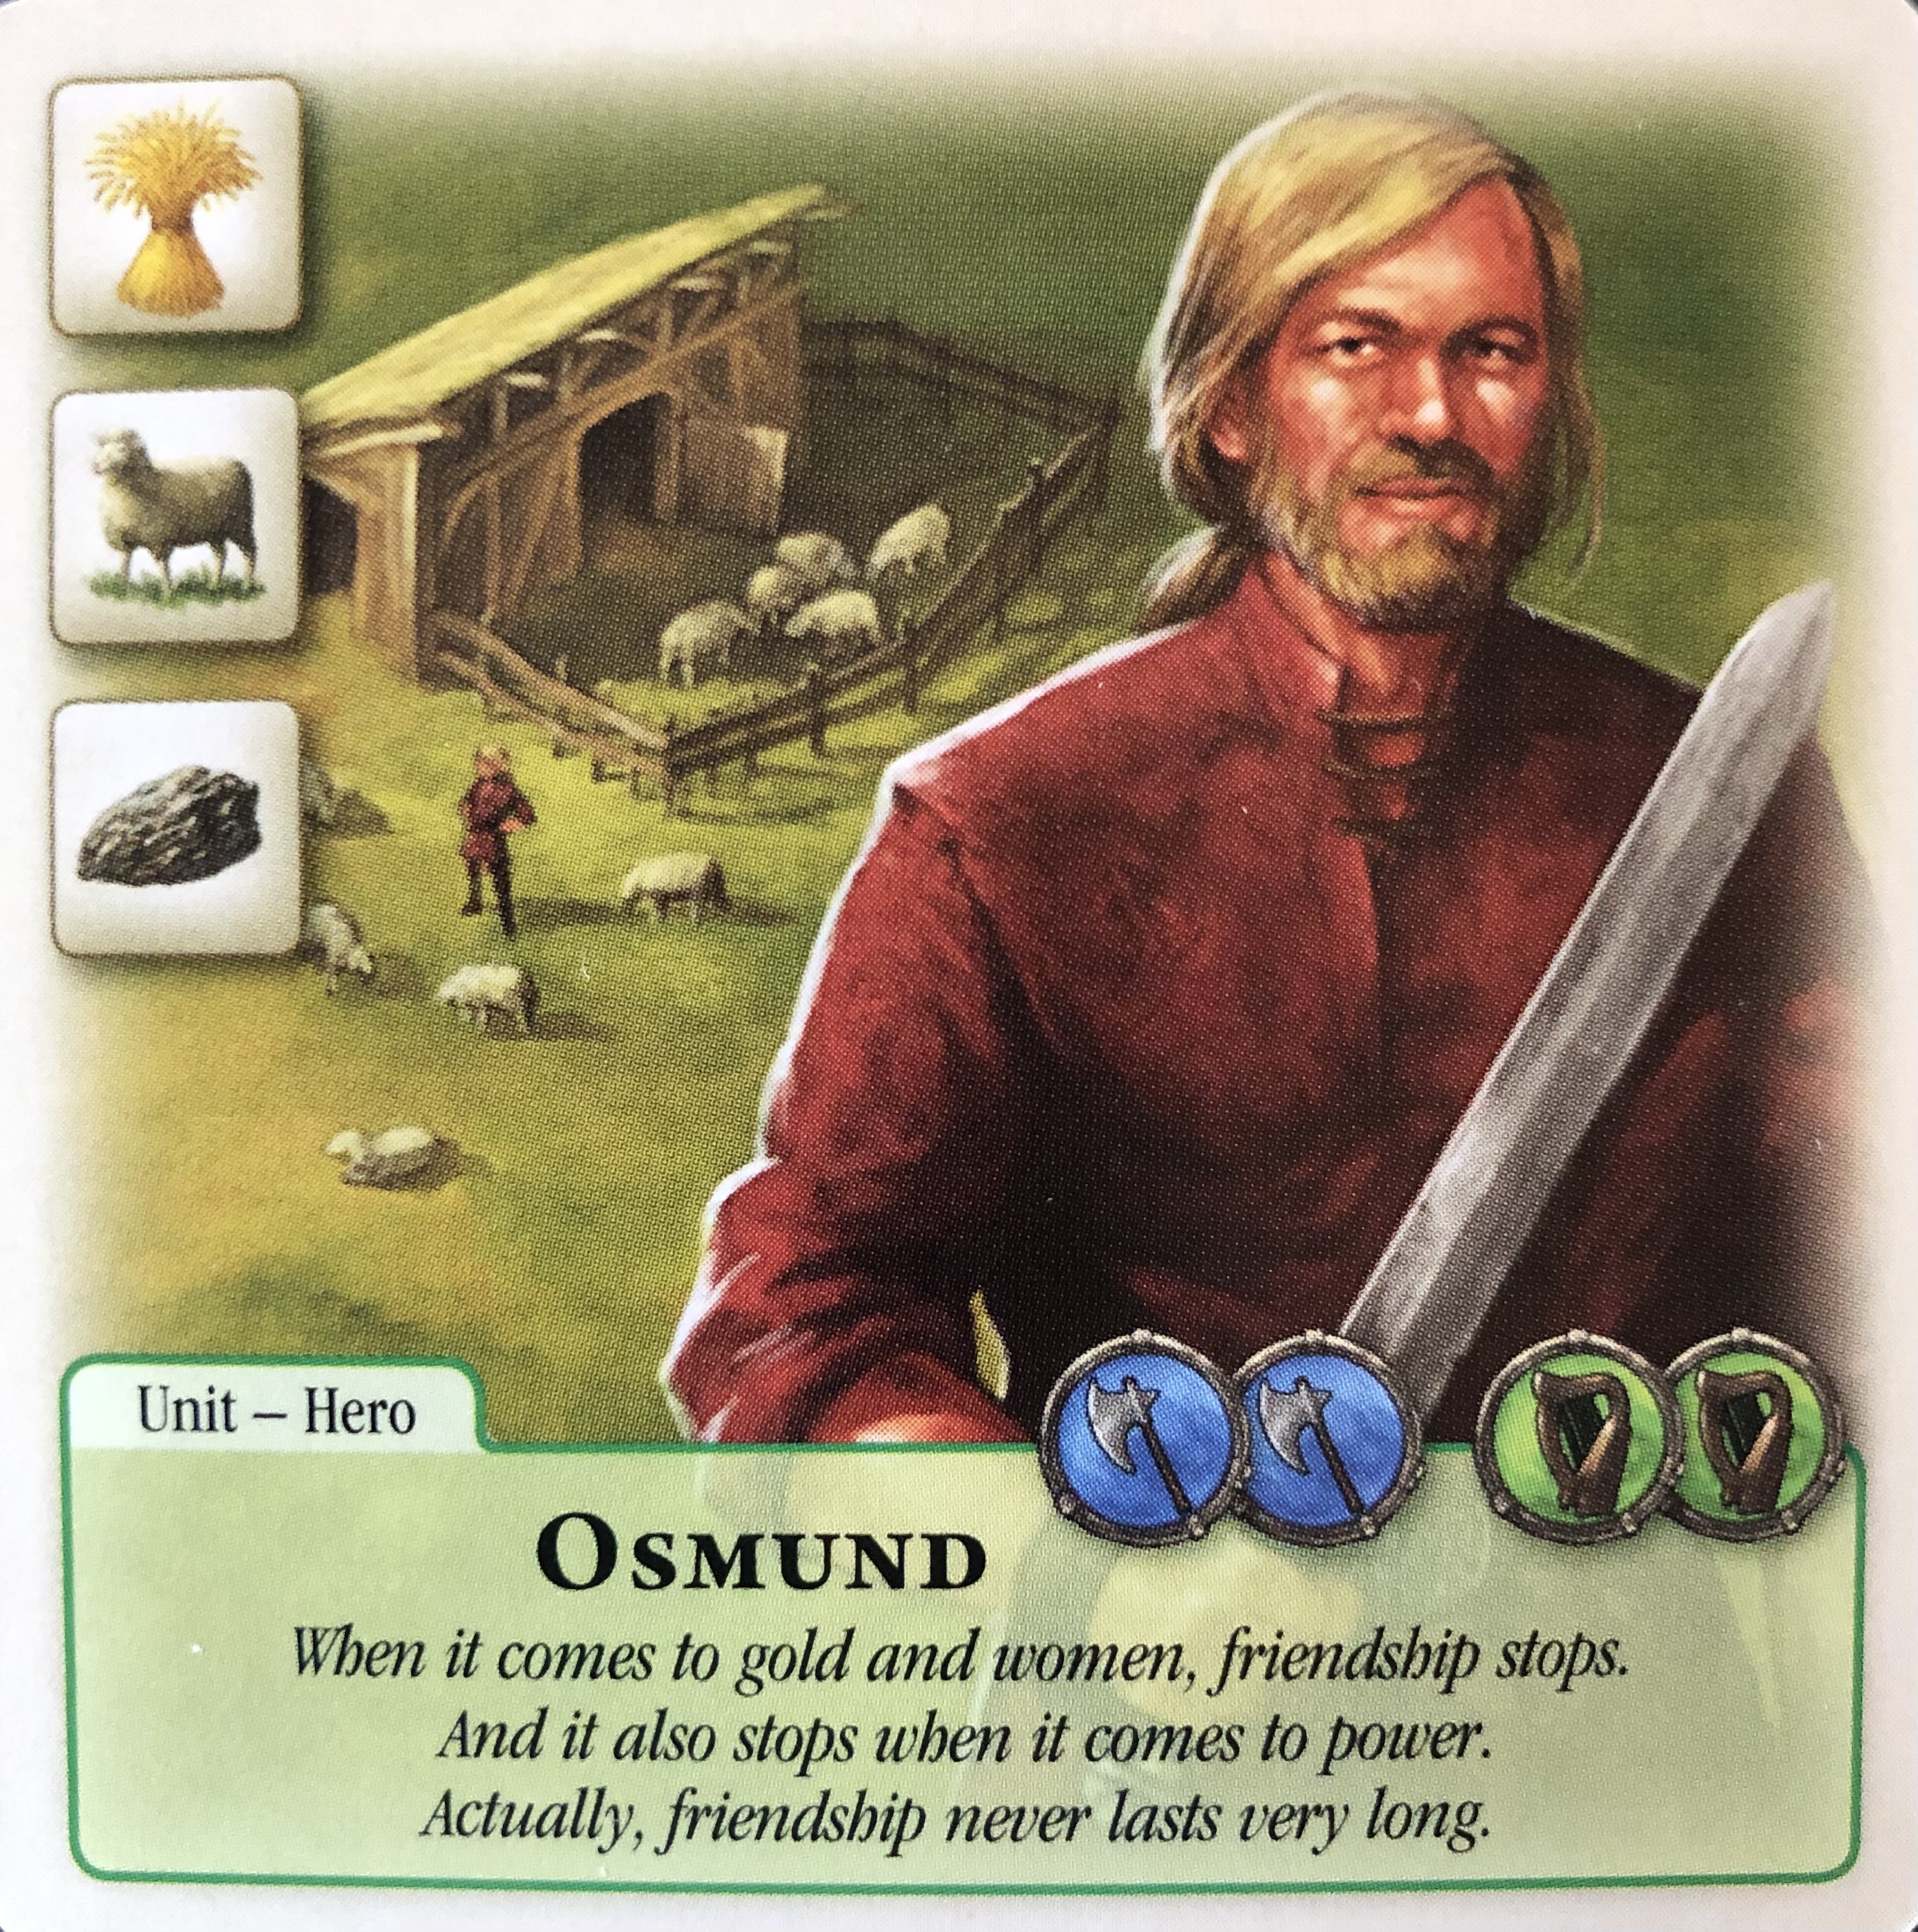 Unit – Hero
Osmund
When it comes to gold and women, friendship stops.
And it also stops when it comes to power.
Actually, friendship never lasts very long.